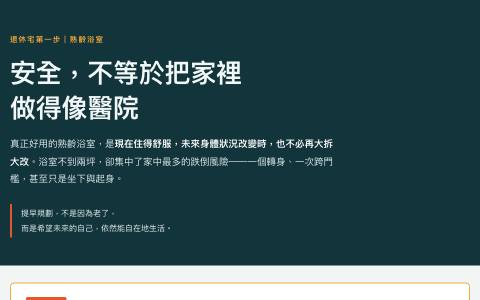 退休宅第一步｜熟齡浴室
安全，不等於把家裡
做得像醫院
真正好用的熟齡浴室，是現在住得舒服，未來身體狀況改變時，也不必再大拆
大改。浴室不到兩坪，卻集中了家中最多的跌倒風險——一個轉身、一次跨門
檻，甚至只是坐下與起身。
提早規劃，不是因為老了。
而是希望未來的自己，依然能自在地生活。